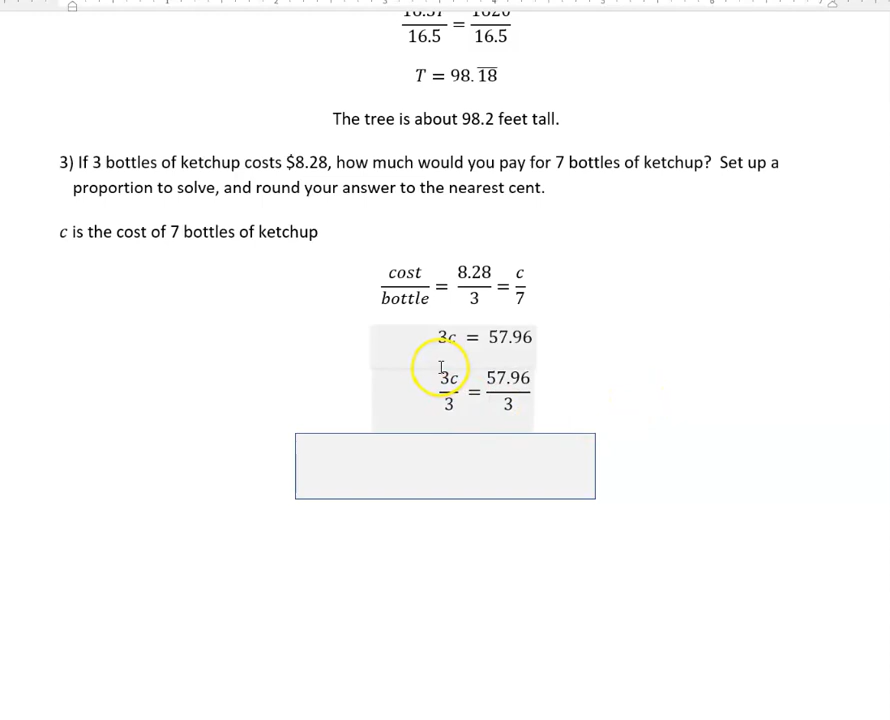 16.5 = 16.5
T = 98. 1̅8̅
The tree is about 98.2 feet tall.
3) If 3 bottles of ketchup costs $8.28, how much would you pay for 7 bottles of ketchup? Set up a
proportion to solve, and round your answer to the nearest cent.
c is the cost of 7 bottles of ketchup
cost/bottle = 8.28/3 = c/7
3c = 57.96
3c/3 = 57.96/3